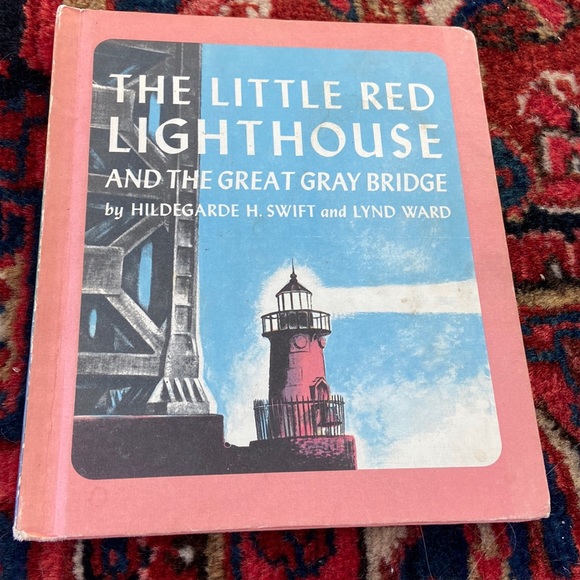 THE LITTLE RED
LIGHTHOUSE
AND THE GREAT GRAY BRIDGE
by HILDEGARDE H. SWIFT and LYND WARD